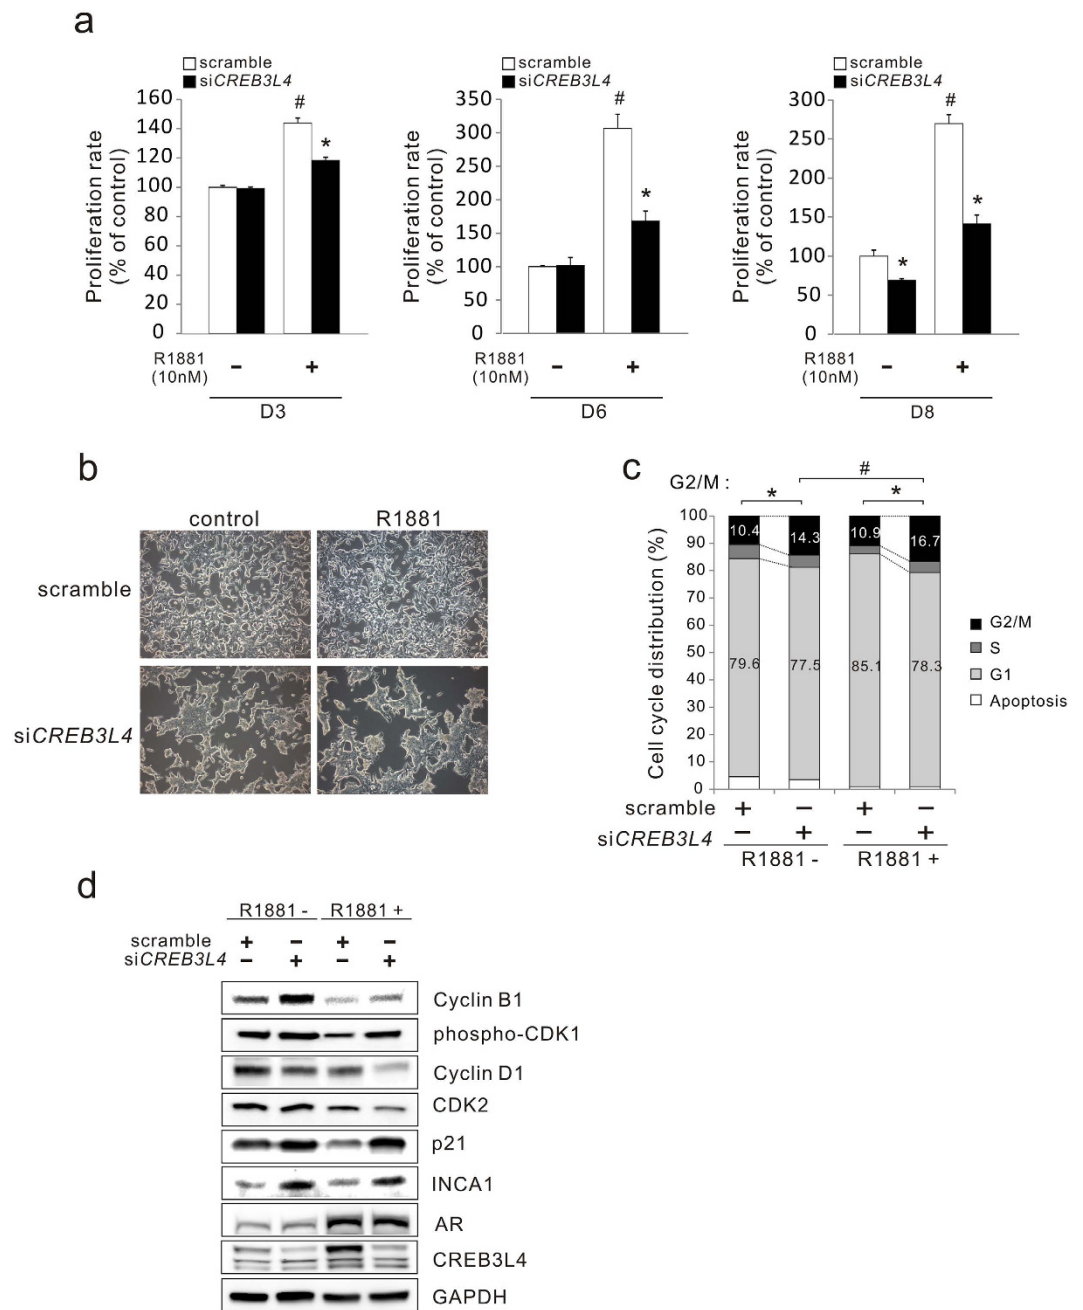 a
scramble
siCREB3L4
Proliferation rate
(% of control)
160
140
120
100
80
60
40
20
0
#
*
R1881
(10nM)
− +
D3
scramble
siCREB3L4
Proliferation rate
(% of control)
350
300
250
200
150
100
50
0
#
*
R1881
(10nM)
− +
D6
scramble
siCREB3L4
Proliferation rate
(% of control)
300
250
200
150
100
50
0
*
#
*
R1881
(10nM)
− +
D8
b
control R1881
scramble
siCREB3L4
c
G2/M :
#
* *
Cell cycle distribution (%)
100
90
80
70
60
50
40
30
20
10
0
10.4 14.3 10.9 16.7
79.6 77.5 85.1 78.3
G2/M
S
G1
Apoptosis
scramble + − + −
siCREB3L4 − + − +
R1881 - R1881 +
d
R1881 - R1881 +
scramble + − + −
siCREB3L4 − + − +
Cyclin B1
phospho-CDK1
Cyclin D1
CDK2
p21
INCA1
AR
CREB3L4
GAPDH